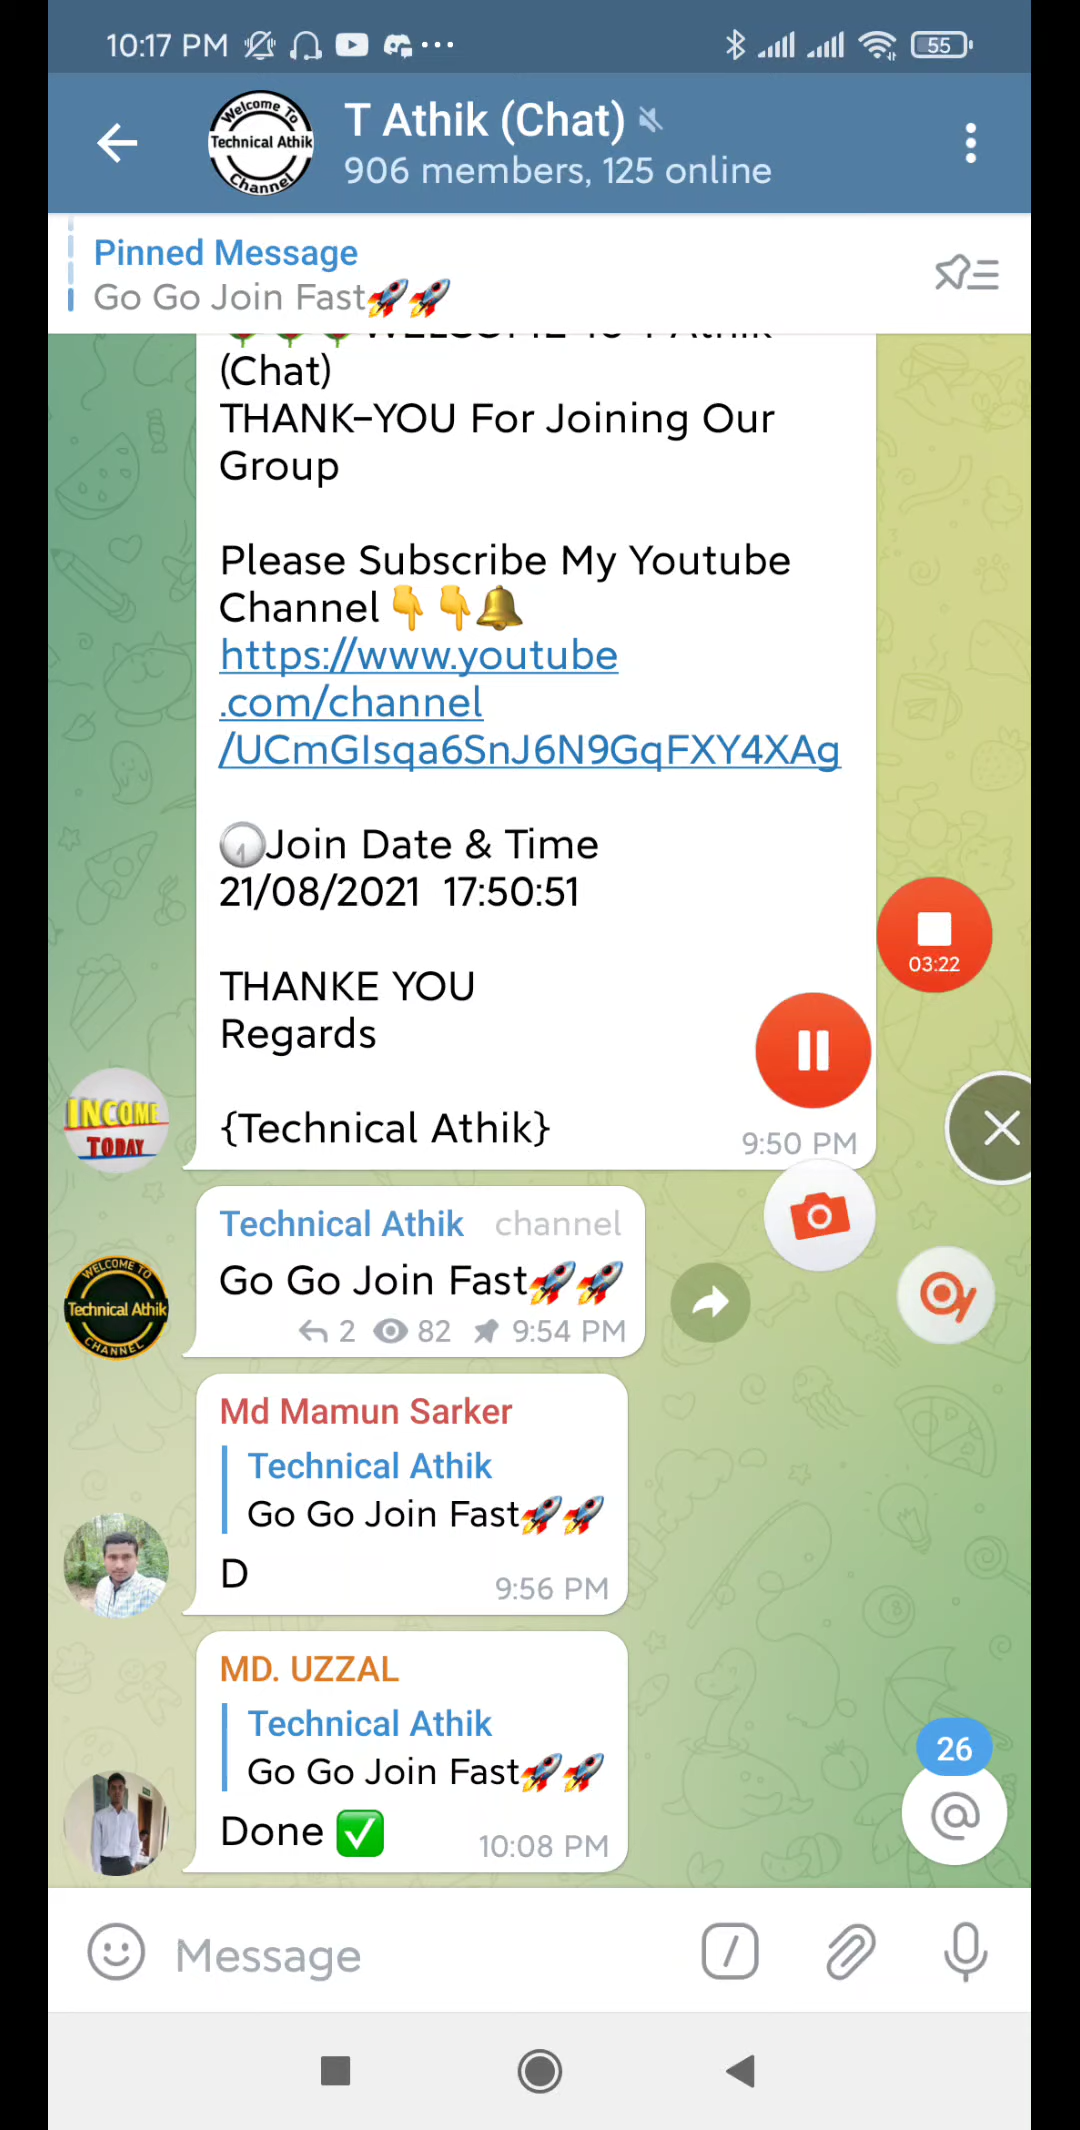 10:17 PM
55
Welcome To
Technical Athik
Channel
T Athik (Chat)
906 members, 125 online
Pinned Message
Go Go Join Fast🚀🚀
WELCOME To T Athik
(Chat)
THANK-YOU For Joining Our
Group
Please Subscribe My Youtube
Channel👇👇🔔
https://www.youtube
.com/channel
/UCmGIsqa6SnJ6N9GqFXY4XAg
Join Date & Time
21/08/2021 17:50:51
03:22
THANKE YOU
Regards
{Technical Athik}
9:50 PM
INCOME
TODAY
Technical Athik channel
Go Go Join Fast🚀🚀
2 82 9:54 PM
WELCOME TO
Technical Athik
CHANNEL
Md Mamun Sarker
Technical Athik
Go Go Join Fast🚀🚀
D
9:56 PM
MD. UZZAL
Technical Athik
Go Go Join Fast🚀🚀
Done ✅
10:08 PM
26
@
Message